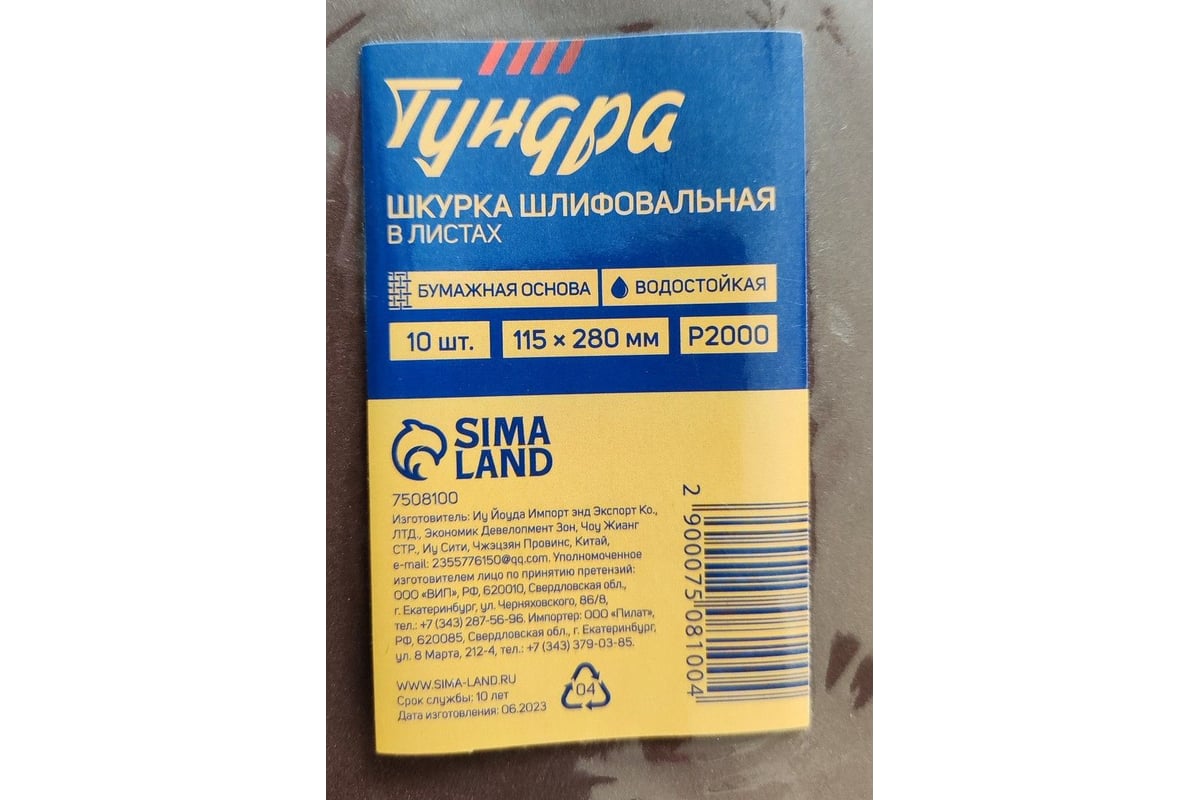 Тундра
ШКУРКА ШЛИФОВАЛЬНАЯ
В ЛИСТАХ
БУМАЖНАЯ ОСНОВА ВОДОСТОЙКАЯ
10 шт. 115 × 280 мм P2000
SIMA
LAND
7508100
Изготовитель: Иу Йоуда Импорт энд Экспорт Ко.,
ЛТД., Экономик Девелопмент Зон, Чоу Жианг
СТР., Иу Сити, Чжэцзян Провинс, Китай,
e-mail: 2355776150@qq.com. Уполномоченное
изготовителем лицо по принятию претензий:
ООО «ВИП», РФ, 620010, Свердловская обл.,
г. Екатеринбург, ул. Черняховского, 86/8,
тел.: +7 (343) 287-56-96. Импортер: ООО «Пилат»,
РФ, 620085, Свердловская обл., г. Екатеринбург,
ул. 8 Марта, 212-4, тел.: +7 (343) 379-03-85.
WWW.SIMA-LAND.RU
Срок службы: 10 лет
Дата изготовления: 06.2023
04
2 900075 081004